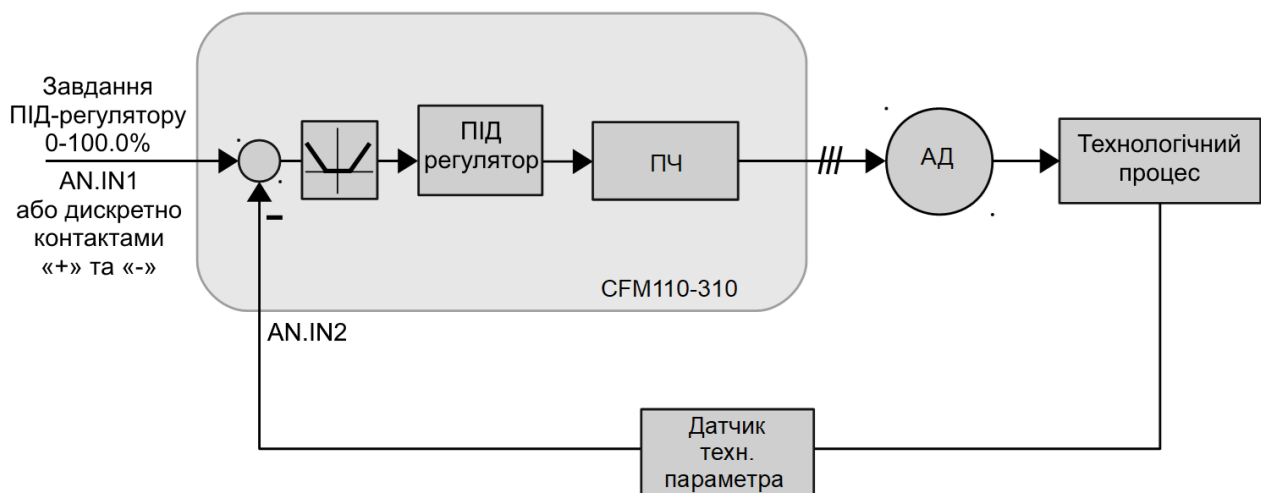 Завдання
ПІД-регулятору
0-100.0%
AN.IN1
або дискретно
контактами
«+» та «-»
-
ПІД
регулятор
ПЧ
CFM110-310
АД
Технологічний
процес
AN.IN2
Датчик
техн.
параметра